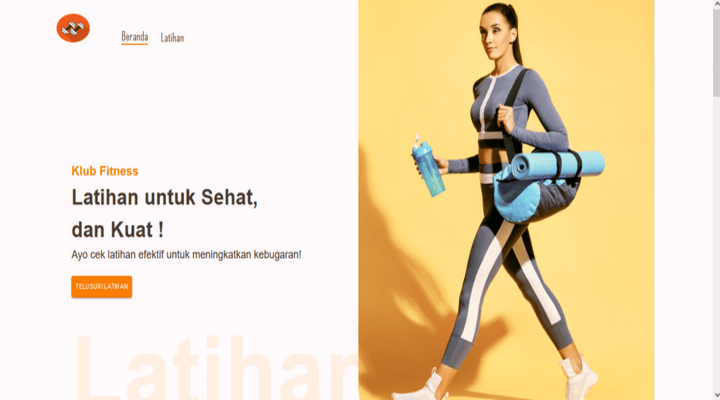 Beranda Latihan
Klub Fitness
Latihan untuk Sehat,
dan Kuat !
Ayo cek latihan efektif untuk meningkatkan kebugaran!
TELUSURI LATIHAN
Latihan